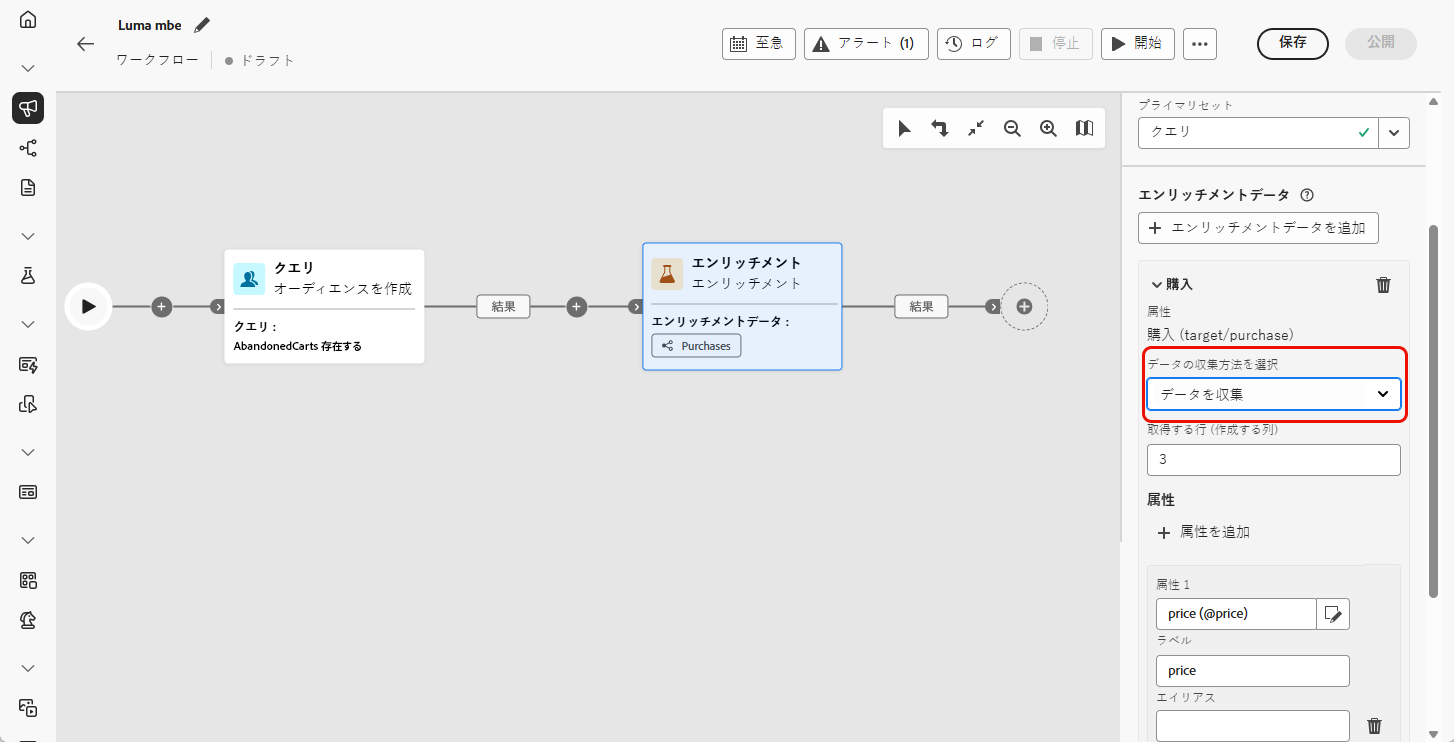 Luma mbe
ワークフロー
ドラフト
至急
アラート (1)
ログ
停止
開始
保存
公開
クエリ
オーディエンスを作成
クエリ :
AbandonedCarts 存在する
結果
エンリッチメント
エンリッチメント
エンリッチメントデータ :
Purchases
結果
プライマリセット
クエリ
エンリッチメントデータ
エンリッチメントデータを追加
購入
属性
購入 (target/purchase)
データの収集方法を選択
データを収集
取得する行 (作成する列)
3
属性
属性を追加
属性 1
price (@price)
ラベル
price
エイリアス